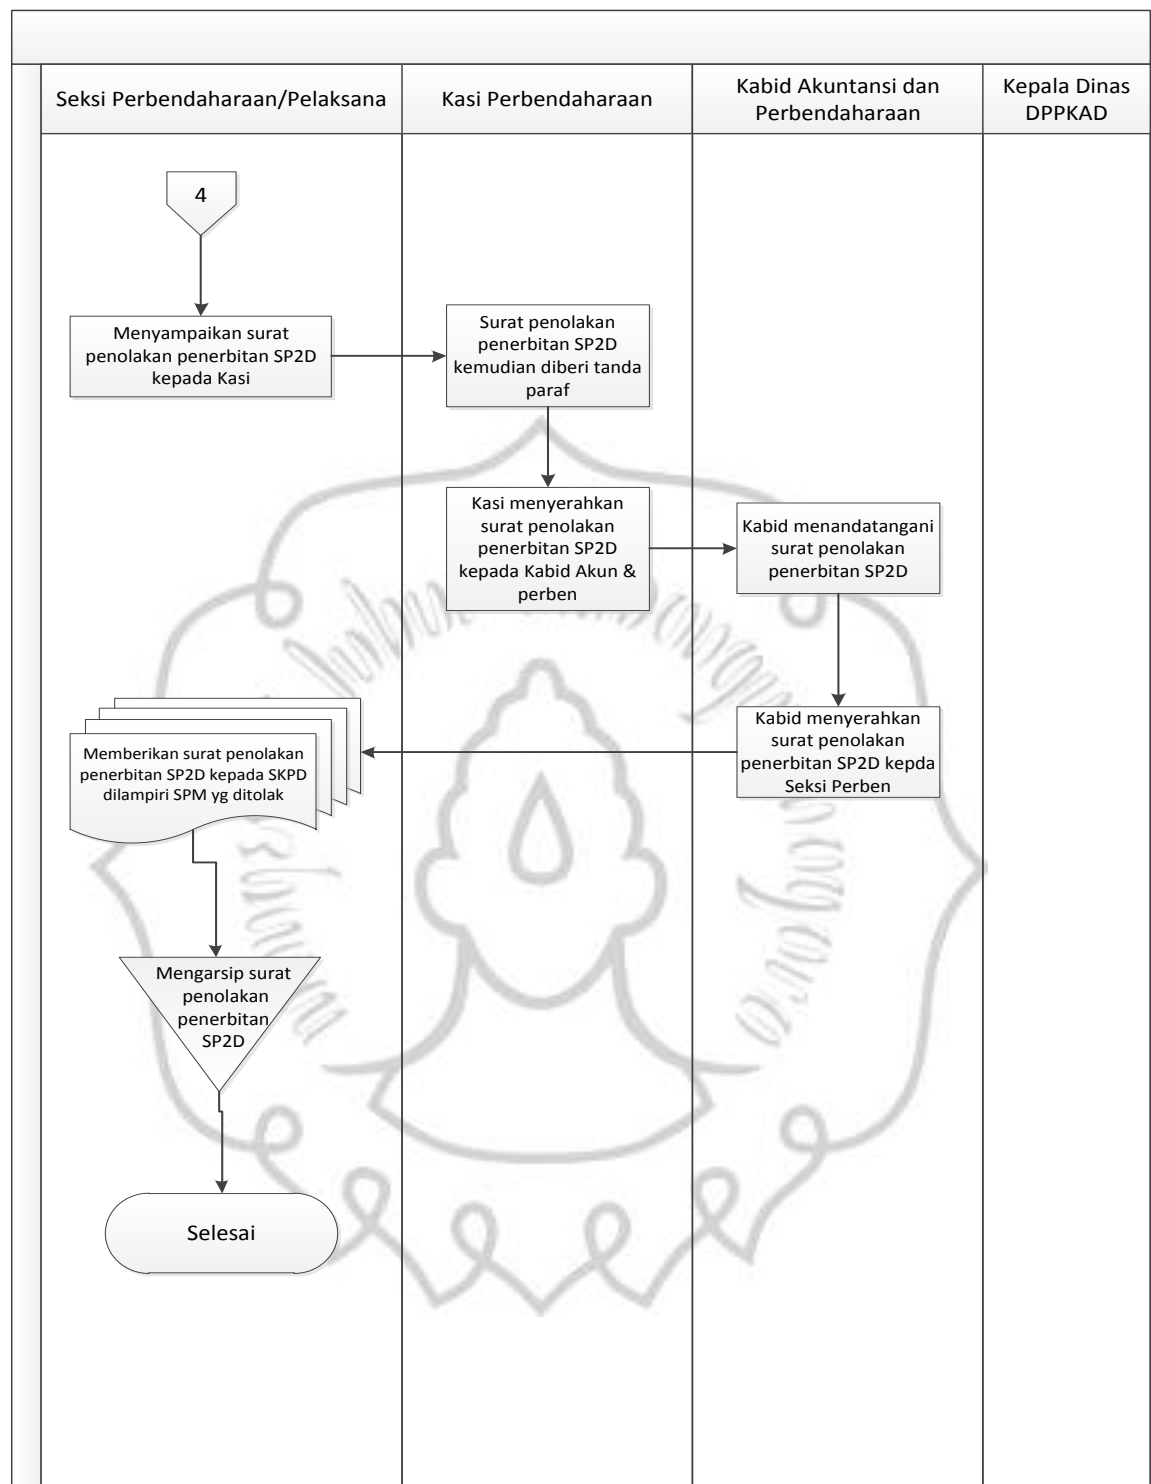 Seksi Perbendaharaan/Pelaksana
Kasi Perbendaharaan
Kabid Akuntansi dan
Perbendaharaan
Kepala Dinas
DPPKAD
4
Menyampaikan surat
penolakan penerbitan SP2D
kepada Kasi
Surat penolakan
penerbitan SP2D
kemudian diberi tanda
paraf
Kasi menyerahkan
surat penolakan
penerbitan SP2D
kepada Kabid Akun &
perben
Kabid menandatangani
surat penolakan
penerbitan SP2D
Kabid menyerahkan
surat penolakan
penerbitan SP2D kepda
Seksi Perben
Memberikan surat penolakan
penerbitan SP2D kepada SKPD
dilampiri SPM yg ditolak
Mengarsip surat
penolakan
penerbitan
SP2D
Selesai